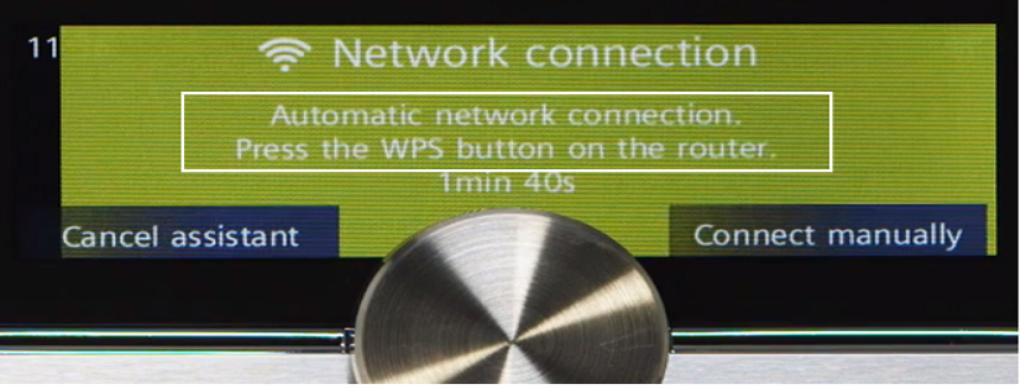 11
Network connection
Automatic network connection.
Press the WPS button on the router.
1min 40s
Cancel assistant
Connect manually